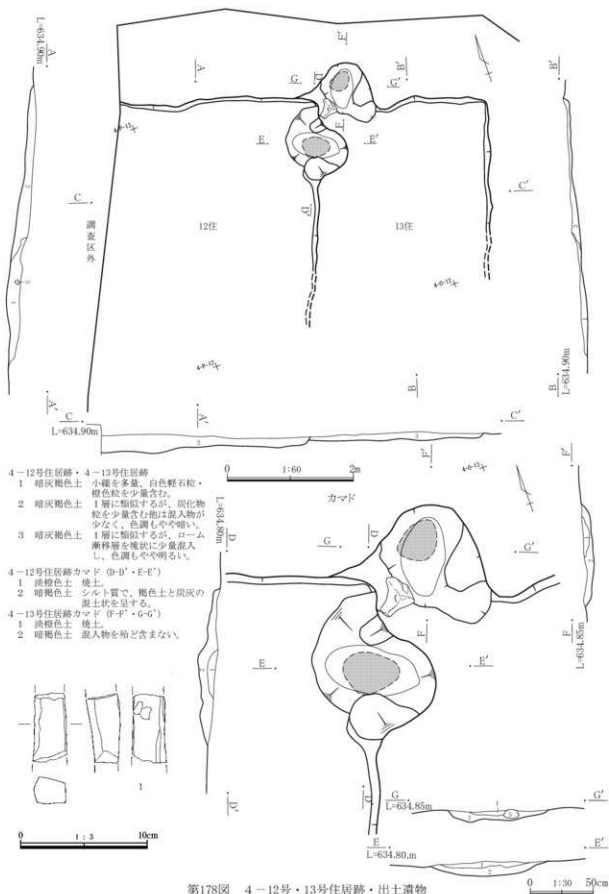 L=634.90m
A
A
F'
B'
B'
G
D
G'
F
E
E'
C
C'
D'
調査区外
12住
13住
4-0-12
4-0-12
A'
A'
B
B
L=634.90m
C
L=634.90m
C'
0 1:60 2m
4-12号住居跡・4-13号住居跡
1 暗灰褐色土 小礫を多量、白色軽石粒・
橙色粒を少量含む。
2 暗灰褐色土 1層に類似するが、炭化物
粒を少量含む他は混入物が
少なく、色調もやや暗い。
3 暗灰褐色土 1層に類似するが、ローム
漸移層を塊状に少量混入
し、色調もやや明るい。
4-12号住居跡カマド (D-D'・E-E')
1 淡橙色土 焼土。
2 暗褐色土 シルト質で、褐色土と炭灰の
混土状を呈する。
4-13号住居跡カマド (F-F'・G-G')
1 淡橙色土 焼土。
2 暗褐色土 混入物を殆ど含まない。
カマド
L=634.80m
D
D
F'
F'
4-0-12
G
G'
F
F
L=634.85m
E
E'
D'
D'
1
0 1:3 10cm
G
L=634.85m
G'
E
L=634.80.m
E'
0 1:30 50cm
第178図 4-12号・13号住居跡・出土遺物